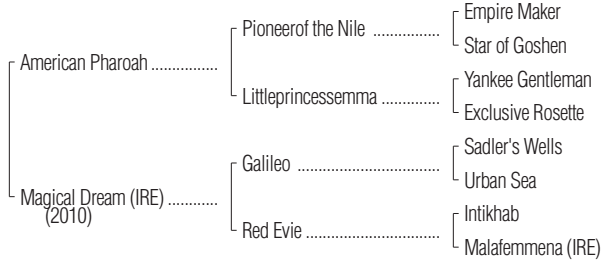 Empire Maker
Pioneerof the Nile ................
Star of Goshen
American Pharoah ................
Yankee Gentleman
Littleprincessemma ..............
Exclusive Rosette
Sadler's Wells
Galileo ..................................
Urban Sea
Magical Dream (IRE) ............
(2010)
Intikhab
Red Evie ................................
Malafemmena (IRE)